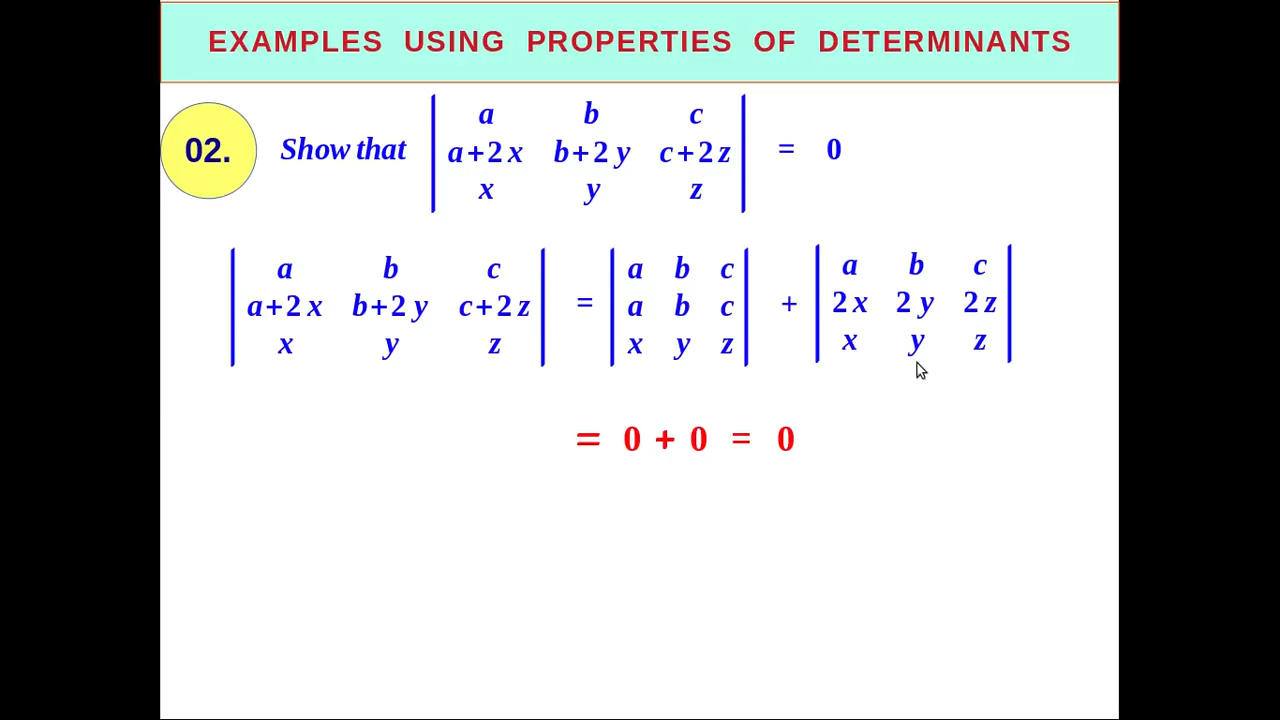 EXAMPLES USING PROPERTIES OF DETERMINANTS
02. Show that | a b c |
| a+2x b+2y c+2z | = 0
| x y z |
| a b c | | a b c | | a b c |
| a+2x b+2y c+2z | = | a b c | + | 2x 2y 2z |
| x y z | | x y z | | x y z |
= 0 + 0 = 0